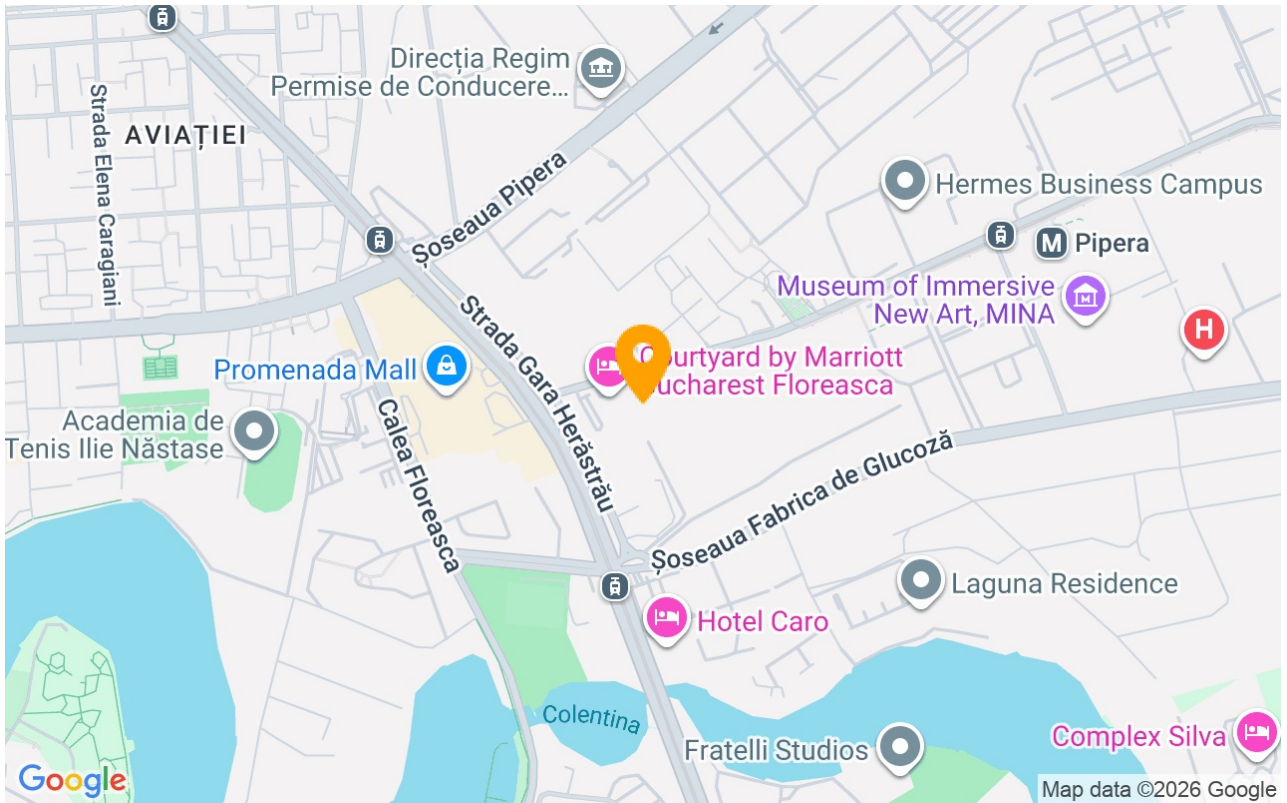 Direcția Regim
Permise de Conducere...
Strada Elena Caragiani
AVIAȚIEI
Șoseaua Pipera
Hermes Business Campus
M Pipera
Museum of Immersive
New Art, MINA
H
Strada Gara Herăstrău
Promenada Mall
Courtyard by Marriott
Bucharest Floreasca
Calea Floreasca
Academia de
Tenis Ilie Năstase
Șoseaua Fabrica de Glucoză
Laguna Residence
Hotel Caro
Colentina
Fratelli Studios
Complex Silva
Google
Map data ©2026 Google